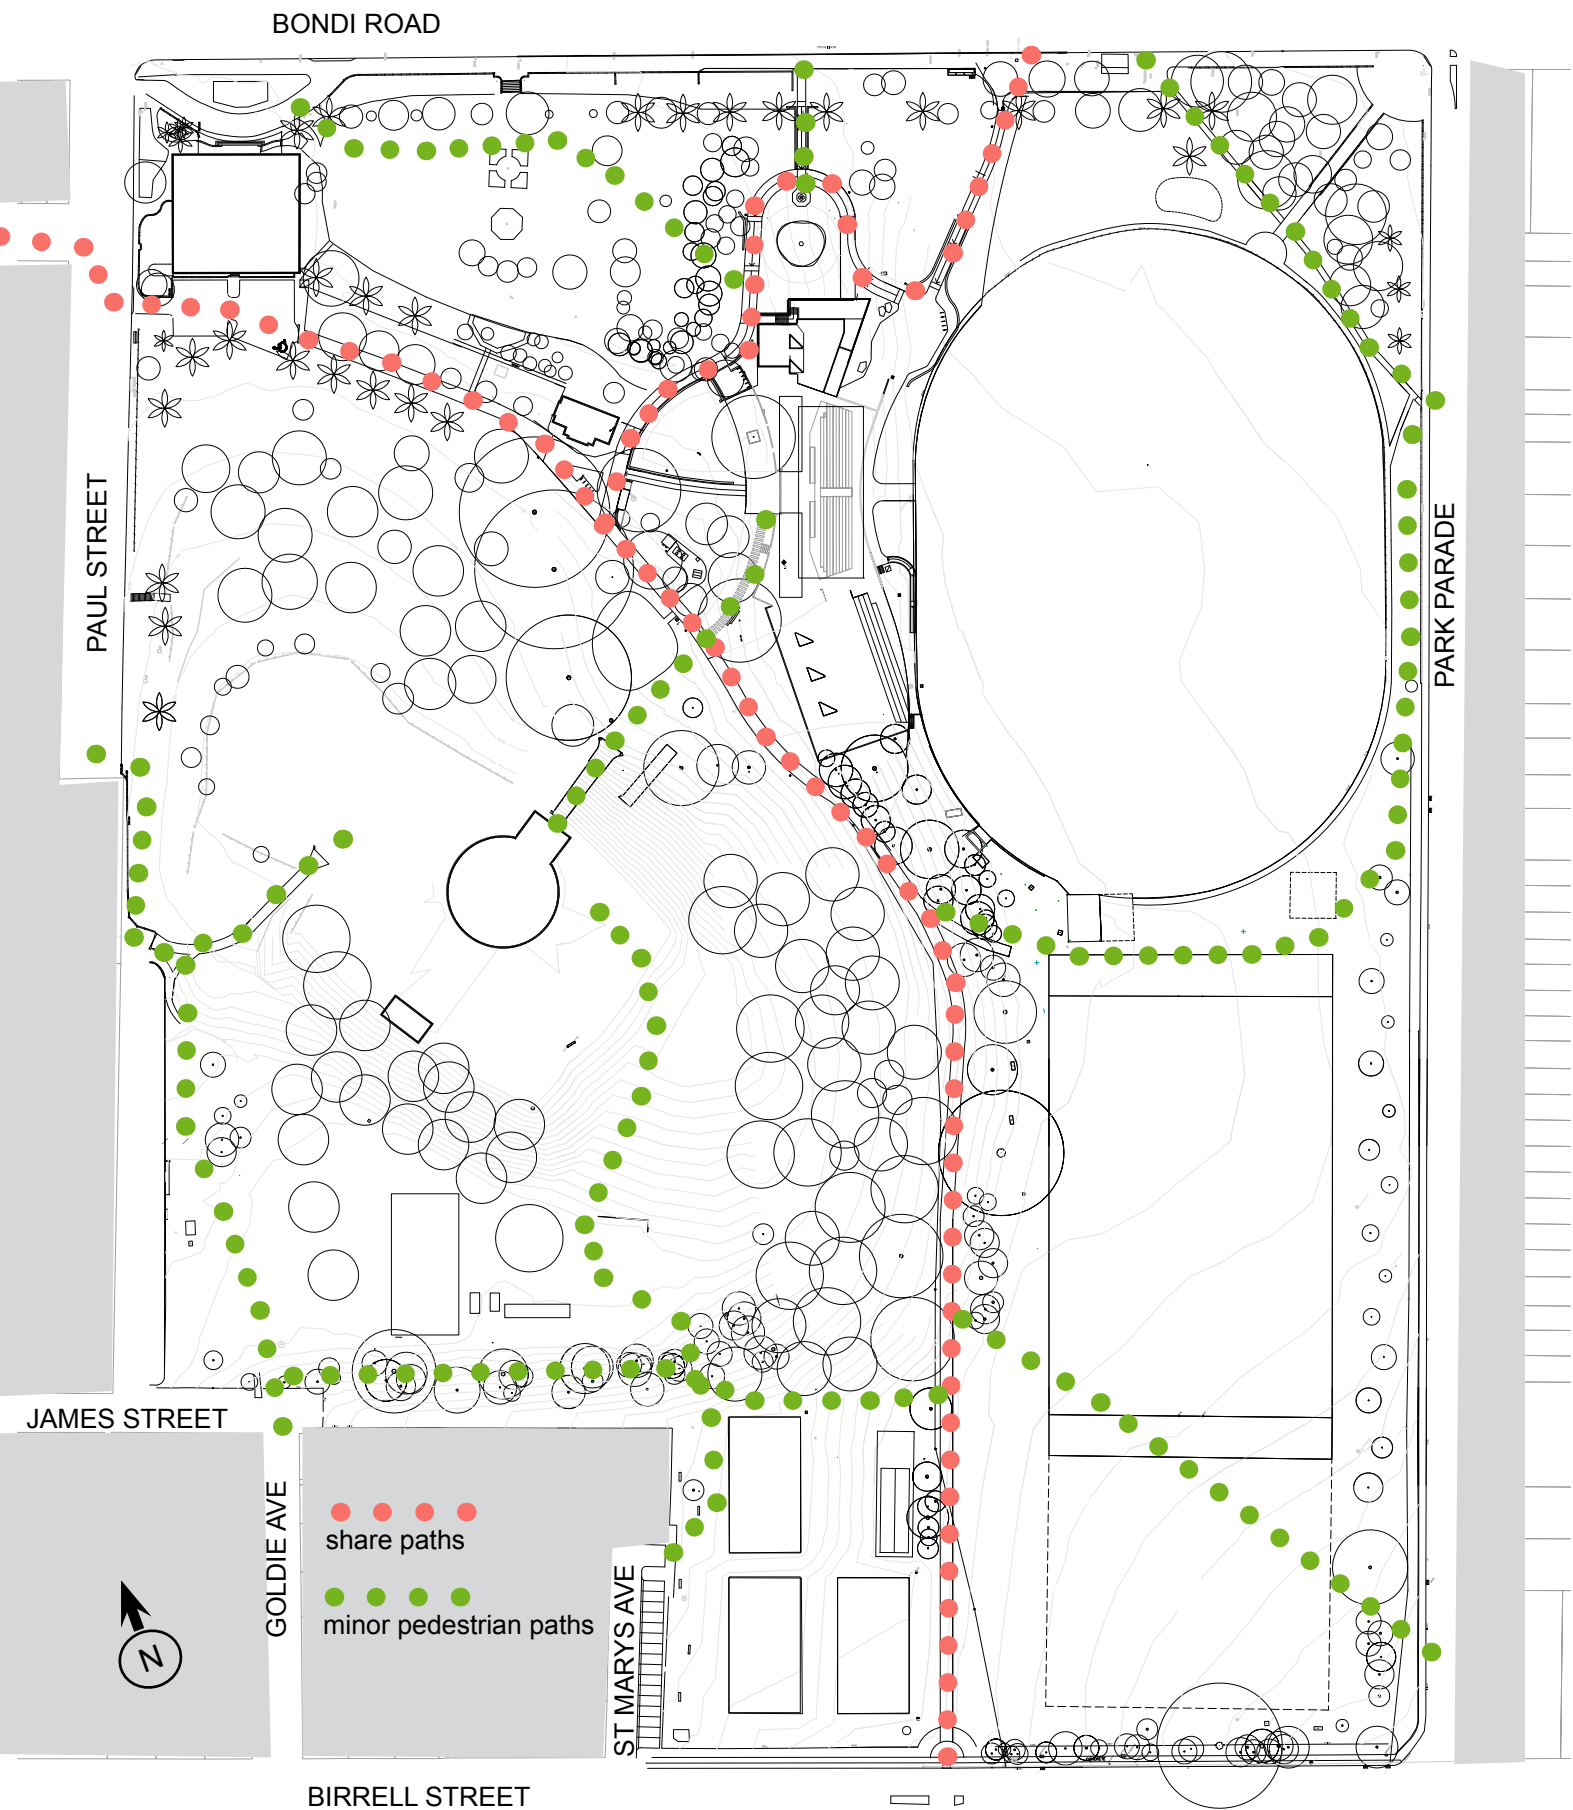 BONDI ROAD
PAUL STREET
PARK PARADE
JAMES STREET
GOLDIE AVE
share paths
minor pedestrian paths
ST MARYS AVE
N
BIRRELL STREET